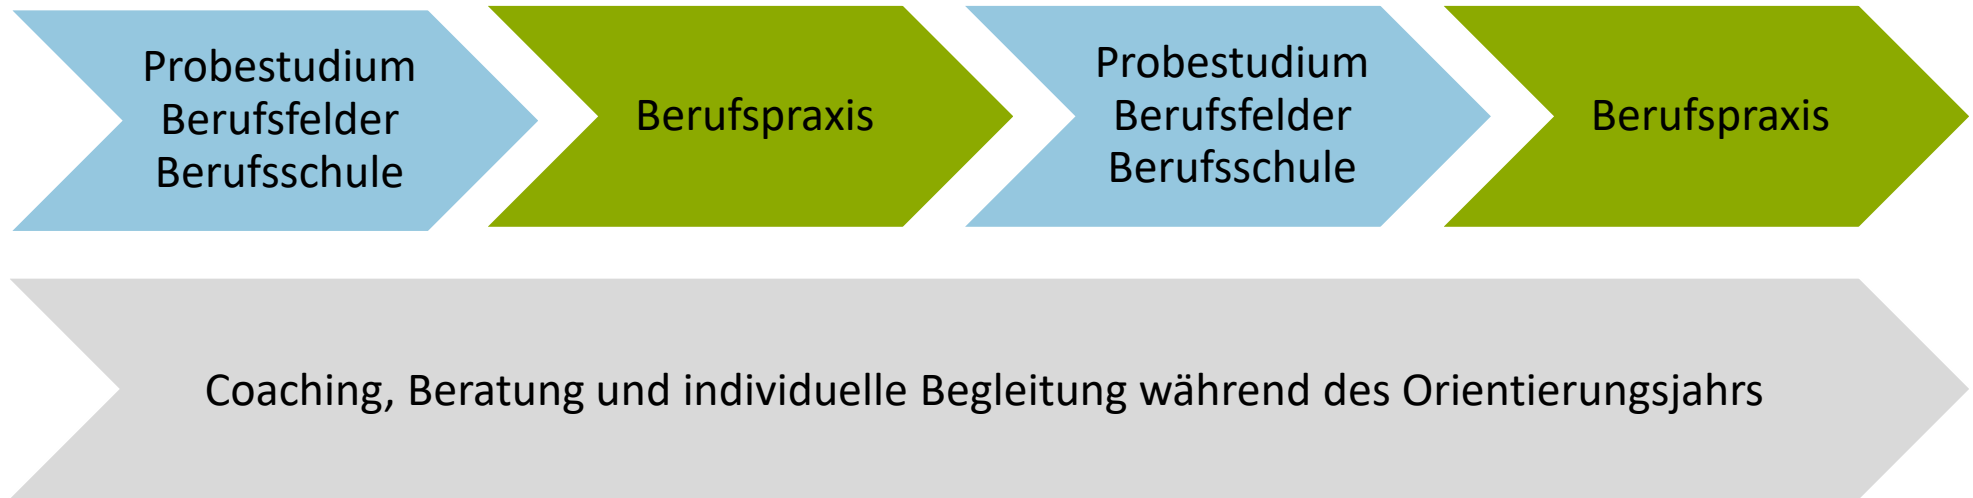 Probestudium
Berufsfelder
Berufsschule
Berufspraxis
Probestudium
Berufsfelder
Berufsschule
Berufspraxis
Coaching, Beratung und individuelle Begleitung während des Orientierungsjahrs